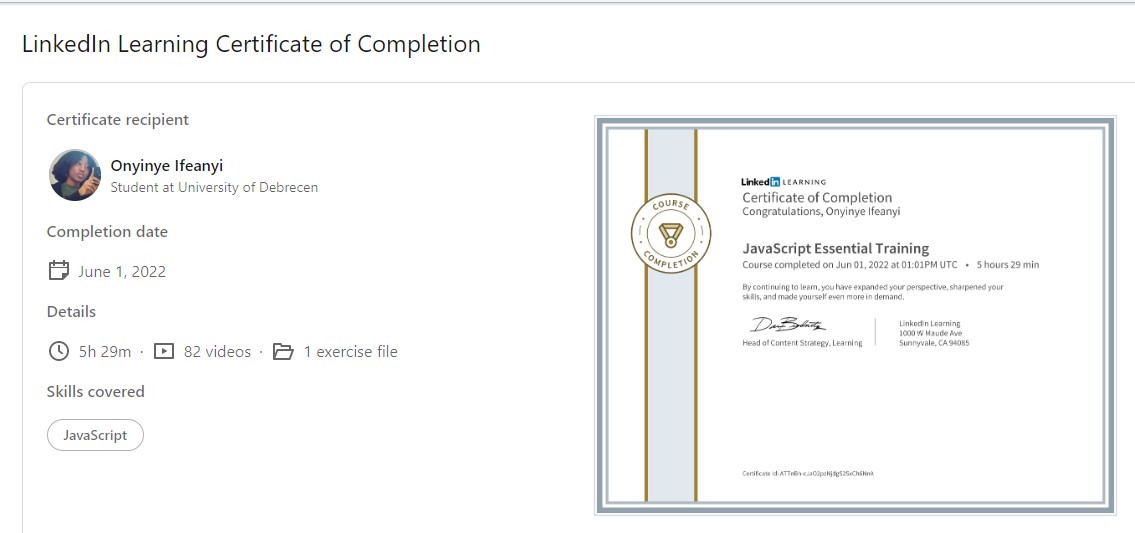 LinkedIn Learning Certificate of Completion
Certificate recipient
Onyinye Ifeanyi
Student at University of Debrecen
Completion date
June 1, 2022
Details
5h 29m · 82 videos · 1 exercise file
Skills covered
JavaScript
COURSE
COMPLETION
Linked in LEARNING
Certificate of Completion
Congratulations, Onyinye Ifeanyi
JavaScript Essential Training
Course completed on Jun 01, 2022 at 01:01PM UTC • 5 hours 29 min
By continuing to learn, you have expanded your perspective, sharpened your
skills, and made yourself even more in demand.
Head of Content Strategy, Learning
LinkedIn Learning
1000 W Maude Ave
Sunnyvale, CA 94085
Certificate Id: